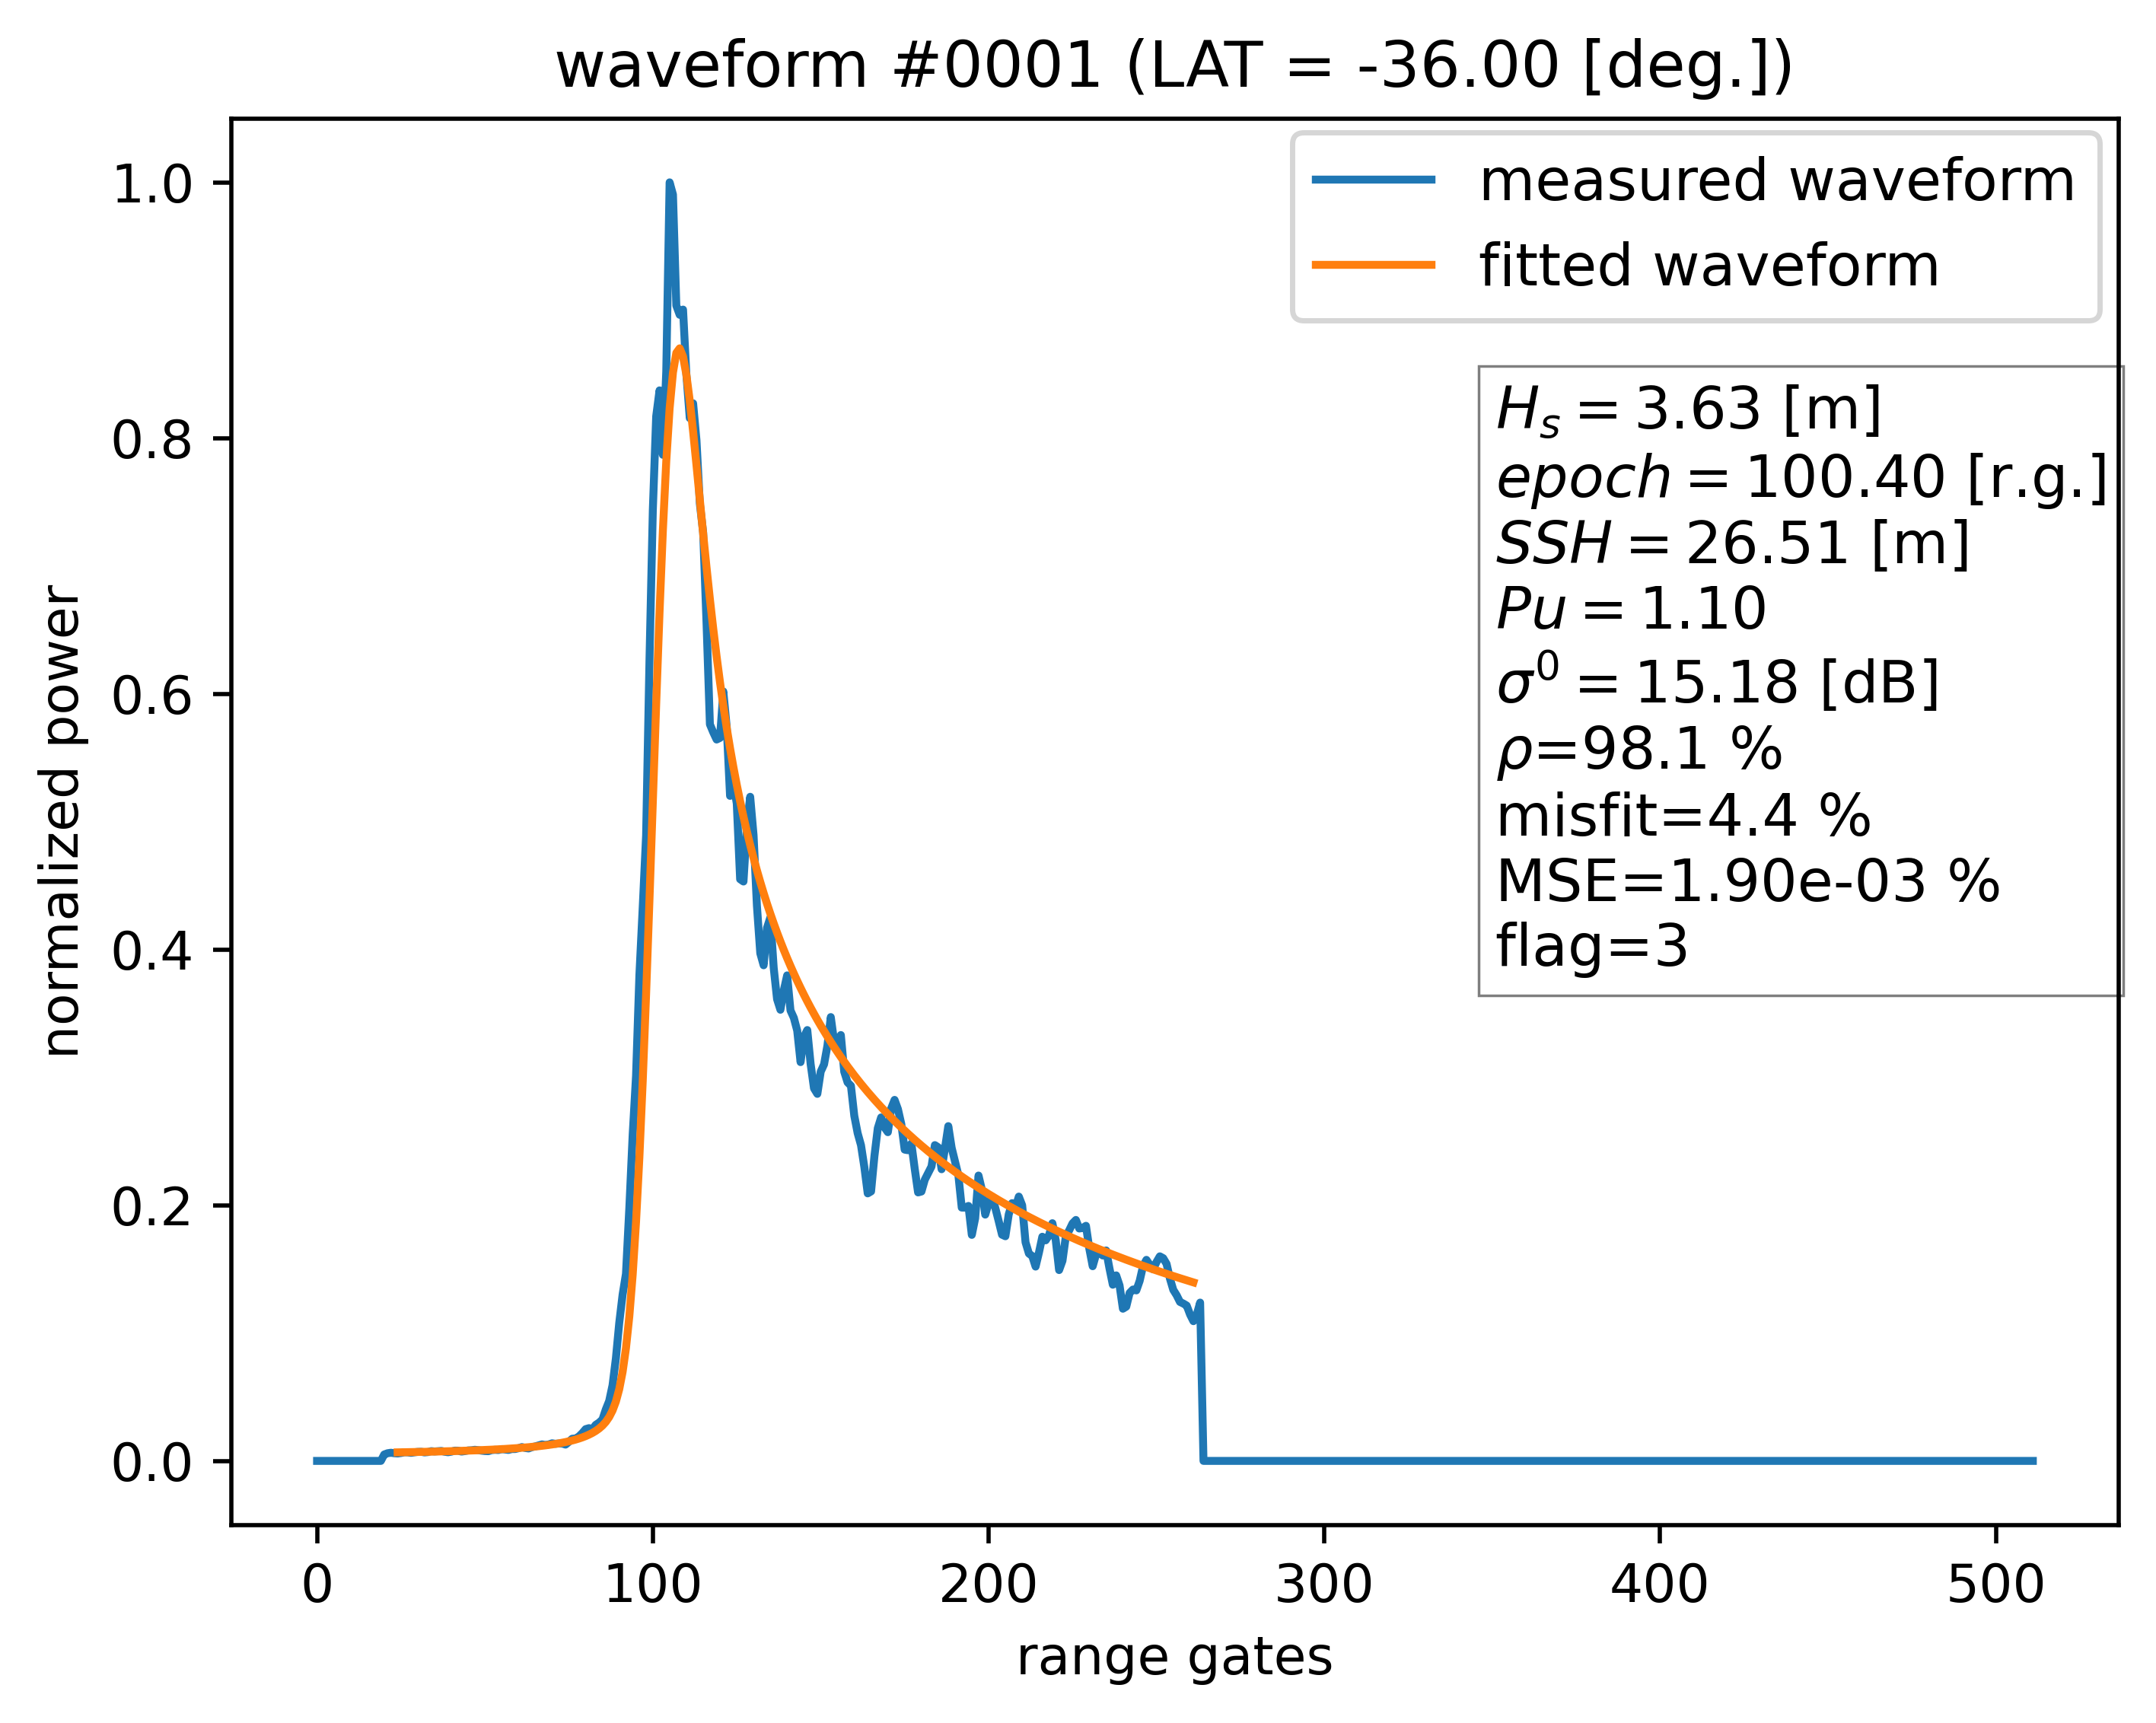 waveform #0001 (LAT = -36.00 [deg.])
measured waveform
fitted waveform
H_s = 3.63 [m]
epoch = 100.40 [r.g.]
SSH = 26.51 [m]
Pu = 1.10
σ⁰ = 15.18 [dB]
ρ=98.1 %
misfit=4.4 %
MSE=1.90e-03 %
flag=3
normalized power
1.0
0.8
0.6
0.4
0.2
0.0
0 100 200 300 400 500
range gates